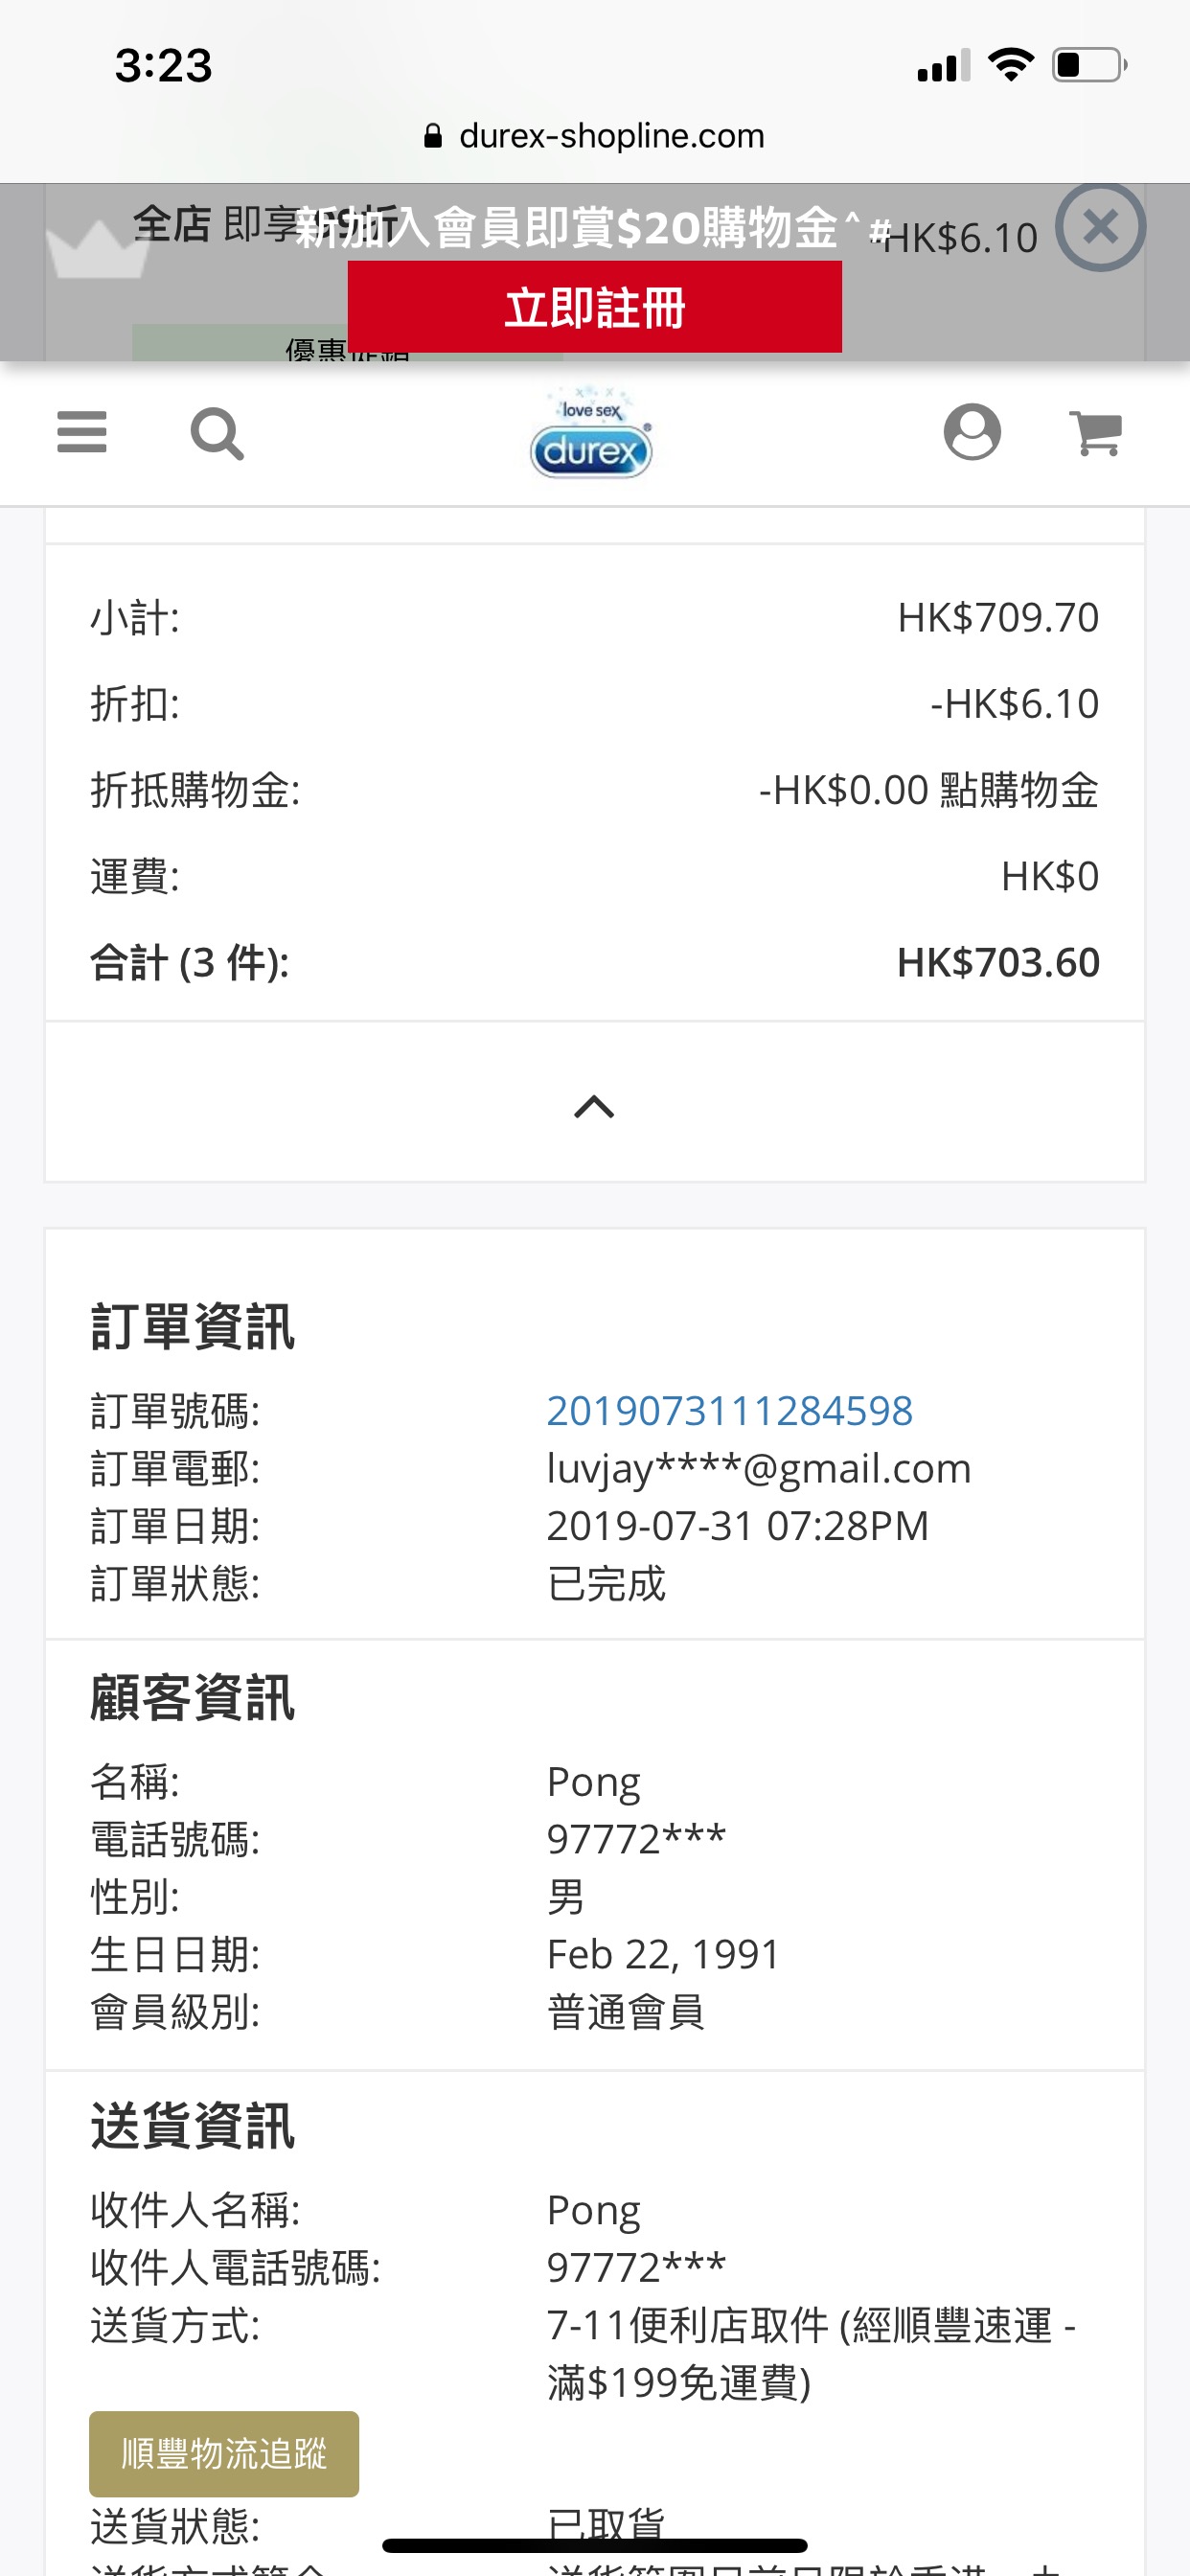 3:23
durex-shopline.com
全店 即享99折
新加入會員即賞$20購物金^#
-HK$6.10
立即註冊
優惠促銷
love sex
durex®
小計: HK$709.70
折扣: -HK$6.10
折抵購物金: -HK$0.00 點購物金
運費: HK$0
合計 (3 件): HK$703.60
訂單資訊
訂單號碼: 2019073111284598
訂單電郵: luvjay****@gmail.com
訂單日期: 2019-07-31 07:28PM
訂單狀態: 已完成
顧客資訊
名稱: Pong
電話號碼: 97772***
性別: 男
生日日期: Feb 22, 1991
會員級別: 普通會員
送貨資訊
收件人名稱: Pong
收件人電話號碼: 97772***
送貨方式: 7-11便利店取件 (經順豐速運 -
滿$199免運費)
順豐物流追蹤
送貨狀態: 已取貨